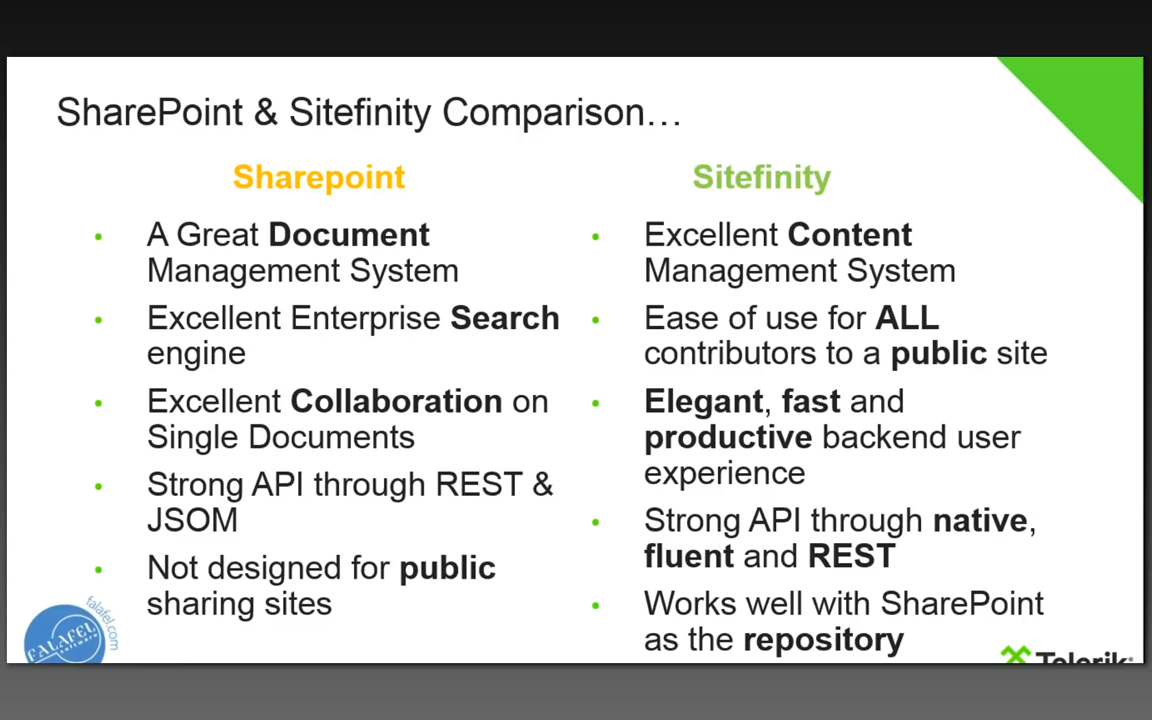 SharePoint & Sitefinity Comparison…
Sharepoint
• A Great Document
Management System
• Excellent Enterprise Search
engine
• Excellent Collaboration on
Single Documents
• Strong API through REST &
JSOM
• Not designed for public
sharing sites
Sitefinity
• Excellent Content
Management System
• Ease of use for ALL
contributors to a public site
• Elegant, fast and
productive backend user
experience
• Strong API through native,
fluent and REST
• Works well with SharePoint
as the repository
falafel.com
FALAFEL
software
Telerik